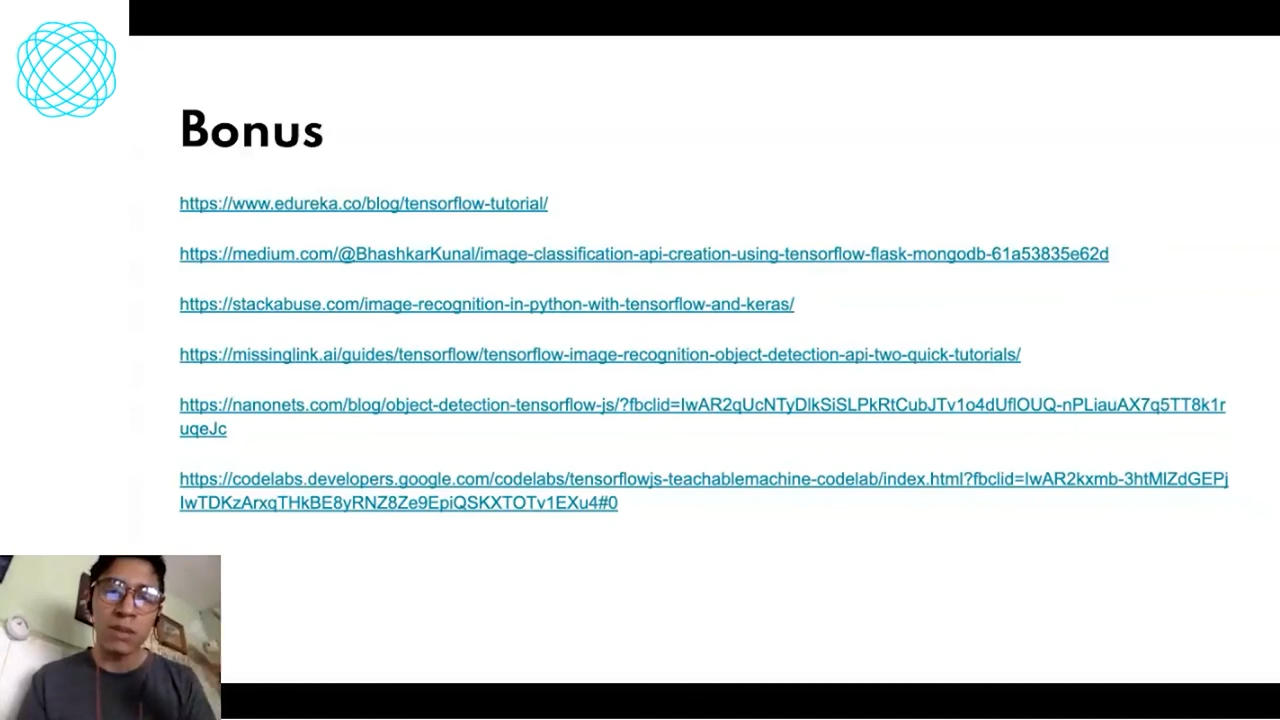 Bonus
https://www.edureka.co/blog/tensorflow-tutorial/
https://medium.com/@BhashkarKunal/image-classification-api-creation-using-tensorflow-flask-mongodb-61a53835e62d
https://stackabuse.com/image-recognition-in-python-with-tensorflow-and-keras/
https://missinglink.ai/guides/tensorflow/tensorflow-image-recognition-object-detection-api-two-quick-tutorials/
https://nanonets.com/blog/object-detection-tensorflow-js/?fbclid=IwAR2qUcNTyDlkSiSLPkRtCubJTv1o4dUflOUQ-nPLiauAX7q5TT8k1r
uqeJc
https://codelabs.developers.google.com/codelabs/tensorflowjs-teachablemachine-codelab/index.html?fbclid=IwAR2kxmb-3htMlZdGEPj
IwTDKzArxqTHkBE8yRNZ8Ze9EpiQSKXTOTv1EXu4#0